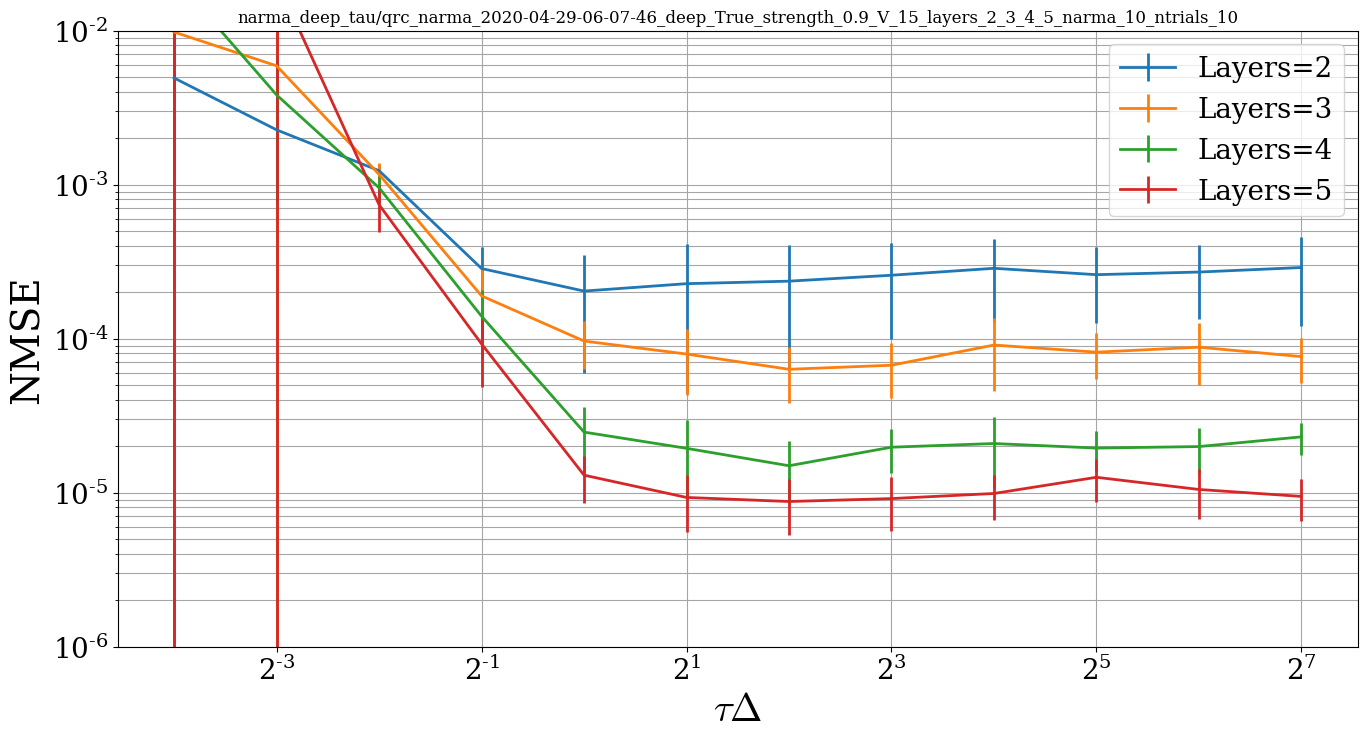 narma_deep_tau/qrc_narma_2020-04-29-06-07-46_deep_True_strength_0.9_V_15_layers_2_3_4_5_narma_10_ntrials_10
10^-2
10^-3
10^-4
10^-5
10^-6
NMSE
Layers=2
Layers=3
Layers=4
Layers=5
2^-3 2^-1 2^1 2^3 2^5 2^7
τΔ